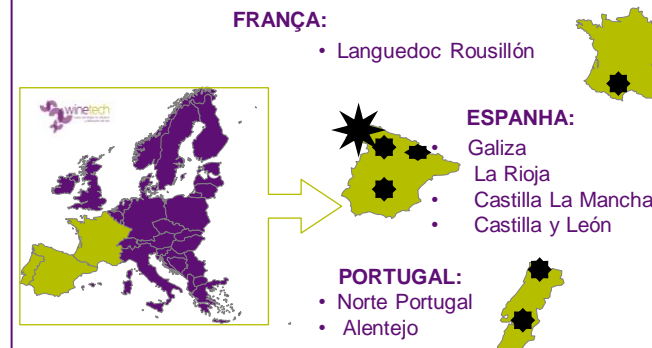 FRANÇA:
• Languedoc Rousillón
winetech
ESPANHA:
• Galiza
La Rioja
• Castilla La Mancha
• Castilla y León
PORTUGAL:
• Norte Portugal
• Alentejo